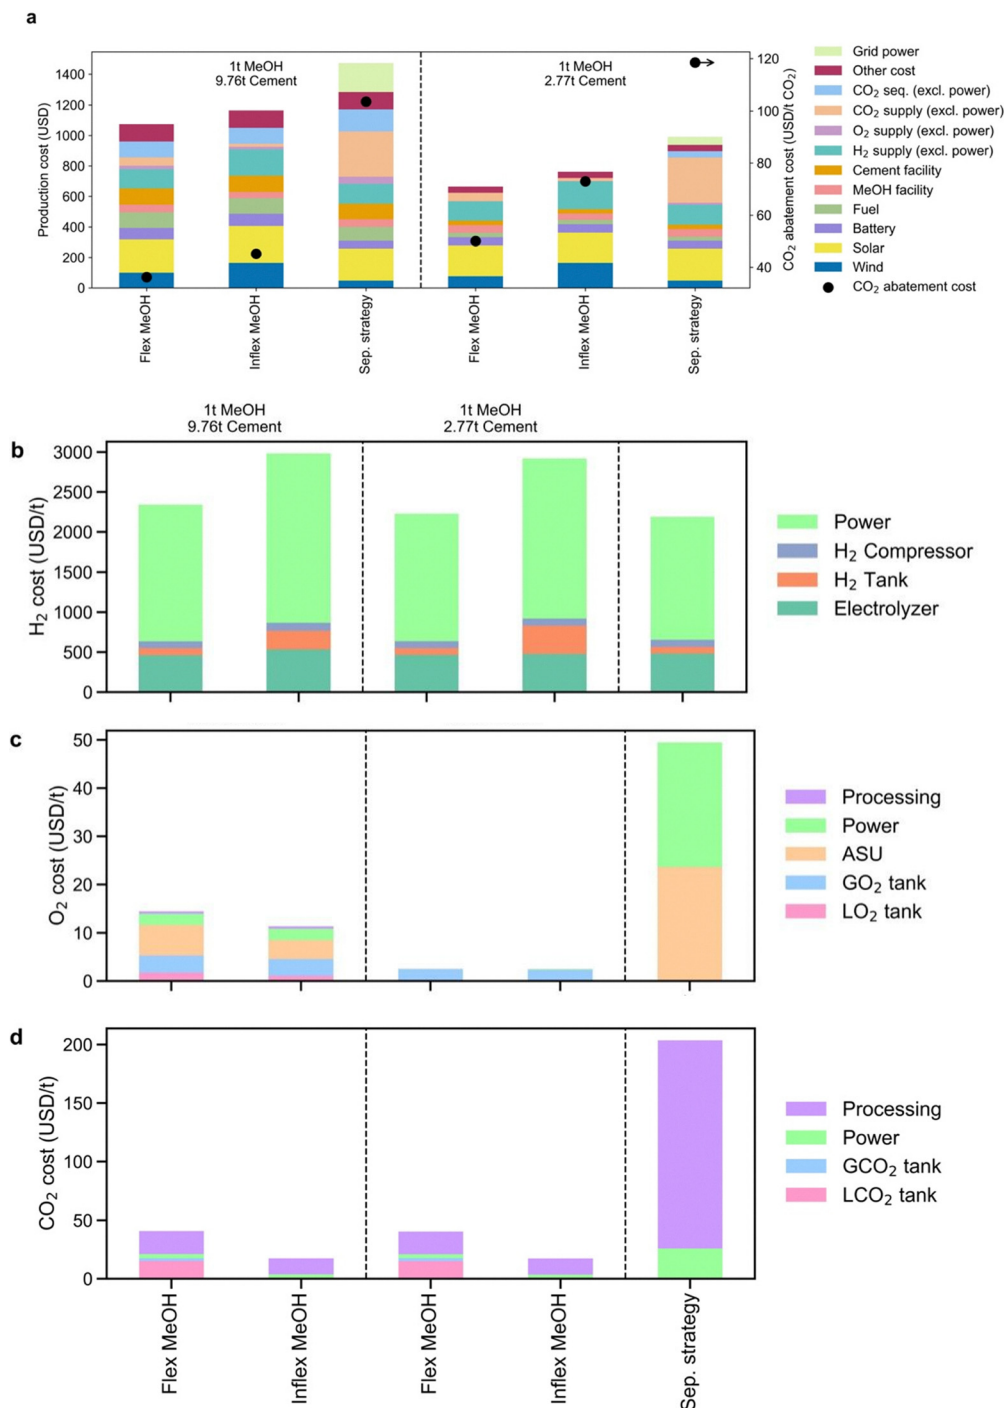 a
1t MeOH
9.76t Cement
1t MeOH
2.77t Cement
Production cost (USD)
1400
1200
1000
800
600
400
200
0
120
100
80
60
40
CO₂ abatement cost (USD/t CO₂)
Flex MeOH
Inflex MeOH
Sep. strategy
Flex MeOH
Inflex MeOH
Sep. strategy
Grid power
Other cost
CO₂ seq. (excl. power)
CO₂ supply (excl. power)
O₂ supply (excl. power)
H₂ supply (excl. power)
Cement facility
MeOH facility
Fuel
Battery
Solar
Wind
CO₂ abatement cost
1t MeOH
9.76t Cement
1t MeOH
2.77t Cement
b
H₂ cost (USD/t)
3000
2500
2000
1500
1000
500
0
Power
H₂ Compressor
H₂ Tank
Electrolyzer
c
O₂ cost (USD/t)
50
40
30
20
10
0
Processing
Power
ASU
GO₂ tank
LO₂ tank
d
CO₂ cost (USD/t)
200
150
100
50
0
Processing
Power
GCO₂ tank
LCO₂ tank
Flex MeOH
Inflex MeOH
Flex MeOH
Inflex MeOH
Sep. strategy